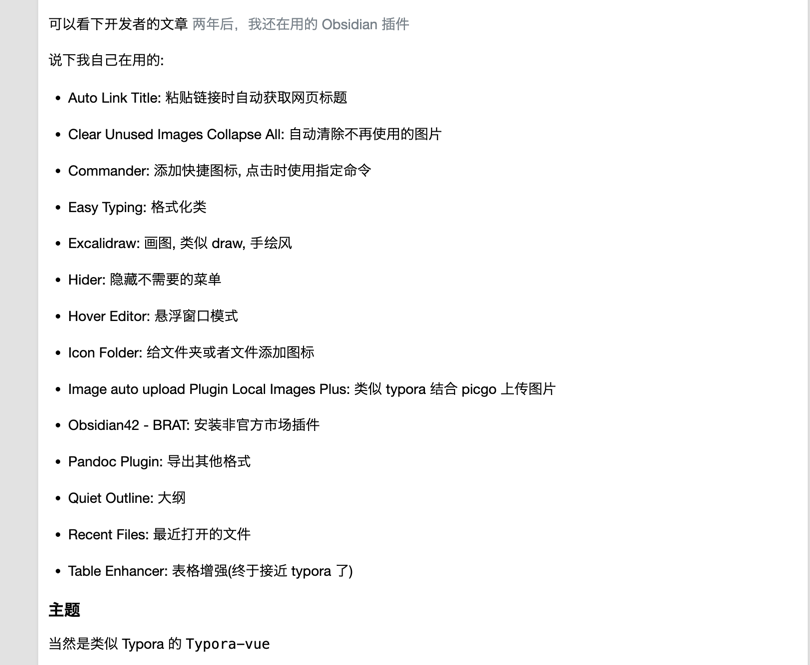 可以看下开发者的文章 两年后，我还在用的 Obsidian 插件
说下我自己在用的:
• Auto Link Title: 粘贴链接时自动获取网页标题
• Clear Unused Images Collapse All: 自动清除不再使用的图片
• Commander: 添加快捷图标, 点击时使用指定命令
• Easy Typing: 格式化类
• Excalidraw: 画图, 类似 draw, 手绘风
• Hider: 隐藏不需要的菜单
• Hover Editor: 悬浮窗口模式
• Icon Folder: 给文件夹或者文件添加图标
• Image auto upload Plugin Local Images Plus: 类似 typora 结合 picgo 上传图片
• Obsidian42 - BRAT: 安装非官方市场插件
• Pandoc Plugin: 导出其他格式
• Quiet Outline: 大纲
• Recent Files: 最近打开的文件
• Table Enhancer: 表格增强(终于接近 typora 了)
主题
当然是类似 Typora 的 Typora-vue